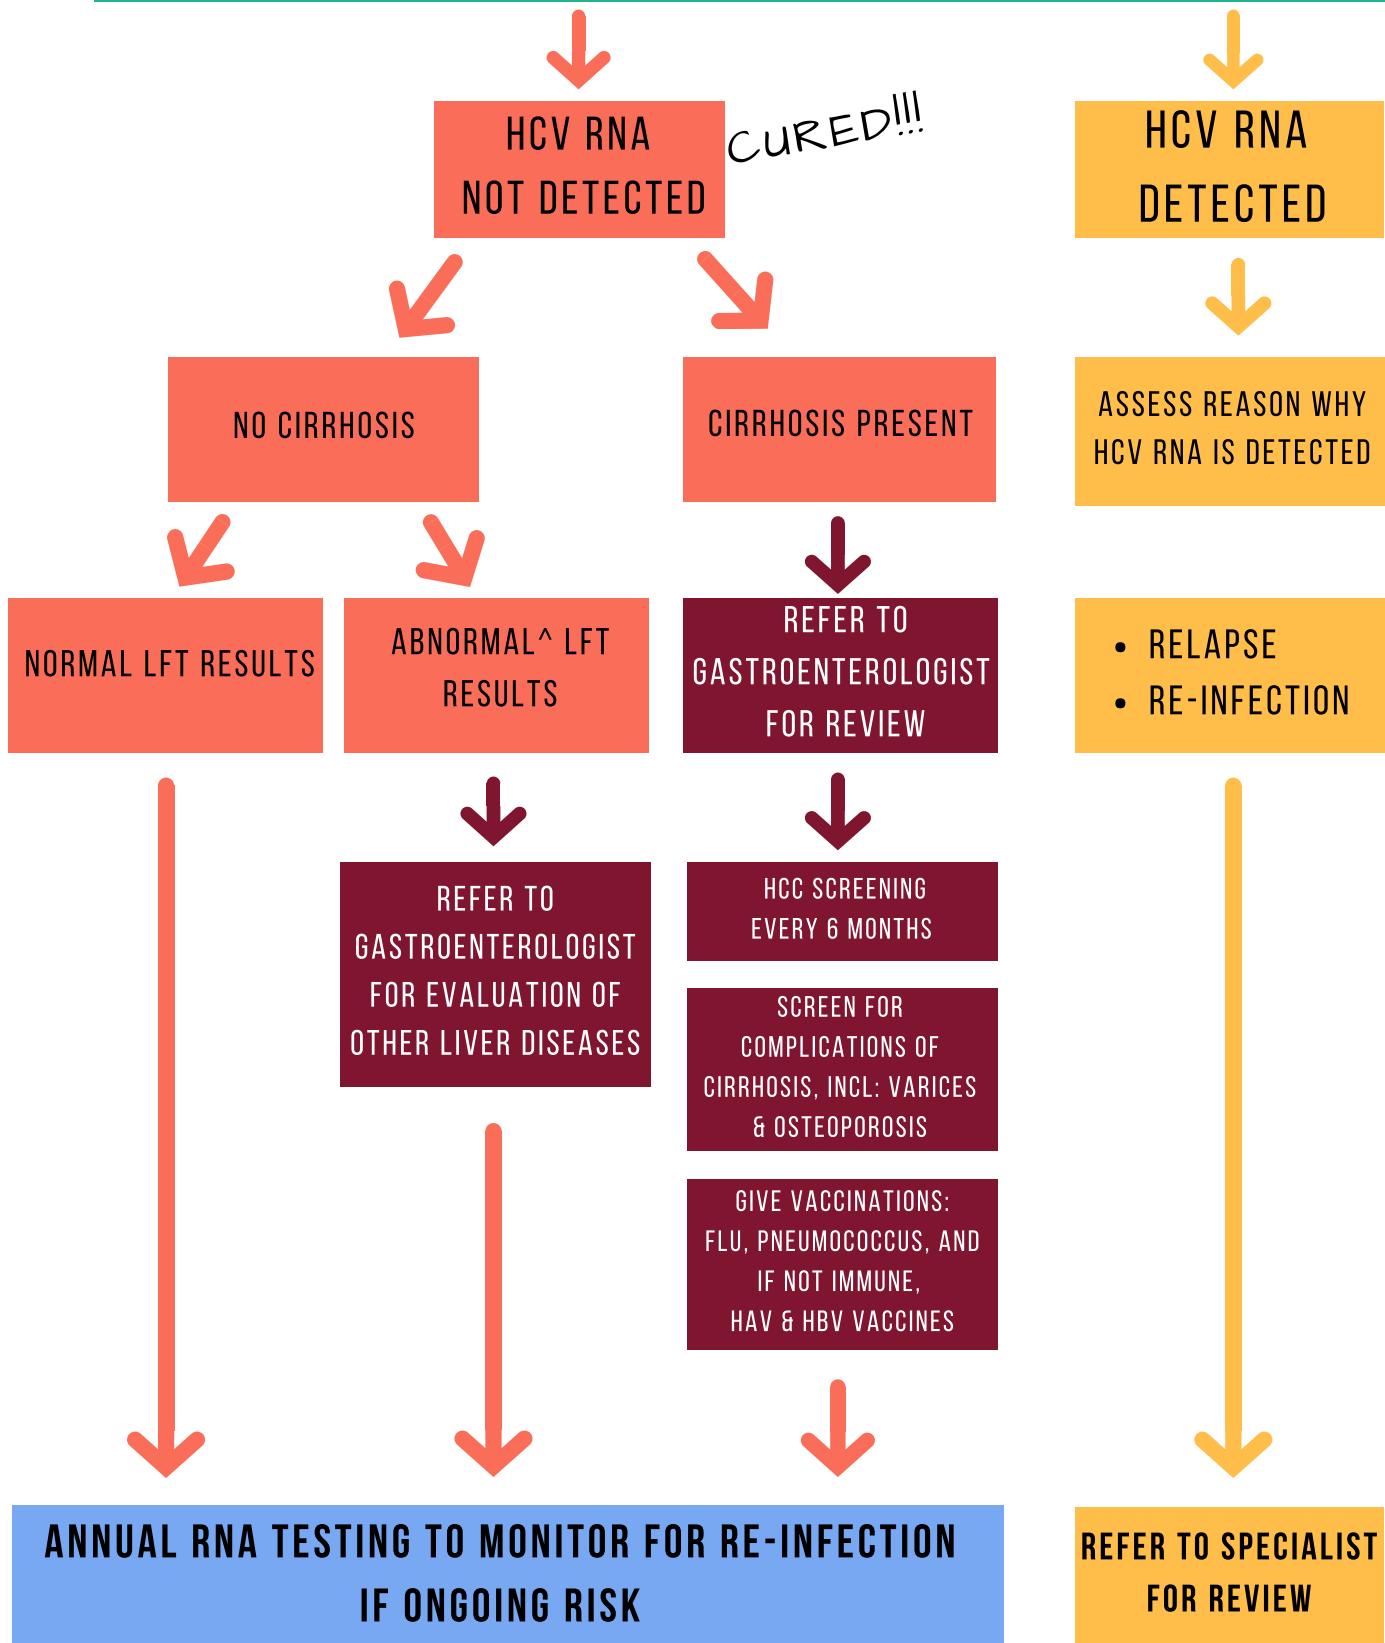 HCV RNA
NOT DETECTED
CURED!!!
HCV RNA
DETECTED
NO CIRRHOSIS
CIRRHOSIS PRESENT
ASSESS REASON WHY
HCV RNA IS DETECTED
NORMAL LFT RESULTS
ABNORMAL^ LFT
RESULTS
REFER TO
GASTROENTEROLOGIST
FOR REVIEW
• RELAPSE
• RE-INFECTION
REFER TO
GASTROENTEROLOGIST
FOR EVALUATION OF
OTHER LIVER DISEASES
HCC SCREENING
EVERY 6 MONTHS
SCREEN FOR
COMPLICATIONS OF
CIRRHOSIS, INCL: VARICES
& OSTEOPOROSIS
GIVE VACCINATIONS:
FLU, PNEUMOCOCCUS, AND
IF NOT IMMUNE,
HAV & HBV VACCINES
ANNUAL RNA TESTING TO MONITOR FOR RE-INFECTION
IF ONGOING RISK
REFER TO SPECIALIST
FOR REVIEW